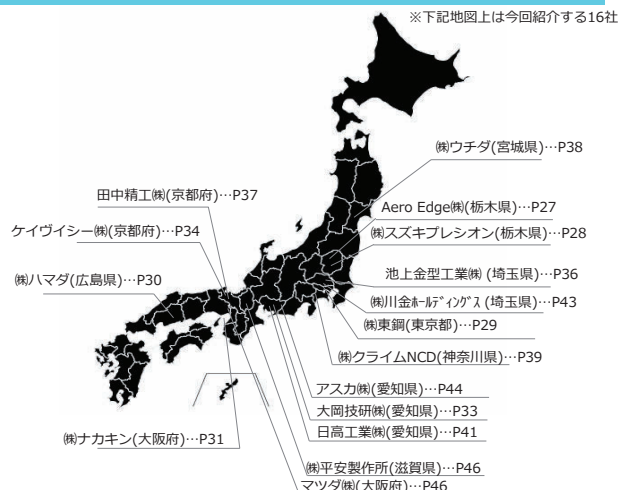 ※下記地図上は今回紹介する16社
㈱ウチダ(宮城県)…P38
田中精工㈱(京都府)…P37
Aero Edge㈱(栃木県)…P27
ケイヴイシー㈱(京都府)…P34
㈱スズキプレシオン(栃木県)…P28
㈱ハマダ(広島県)…P30
池上金型工業㈱ (埼玉県)…P36
㈱川金ﾎｰﾙﾃﾞｨﾝｸﾞｽ (埼玉県)…P43
㈱東鋼(東京都)…P29
㈱クライムNCD(神奈川県)…P39
アスカ㈱(愛知県)…P44
大岡技研㈱(愛知県)…P33
日高工業㈱(愛知県)…P41
㈱ナカキン(大阪府)…P31
㈱平安製作所(滋賀県)…P46
マツダ㈱(大阪府)…P46